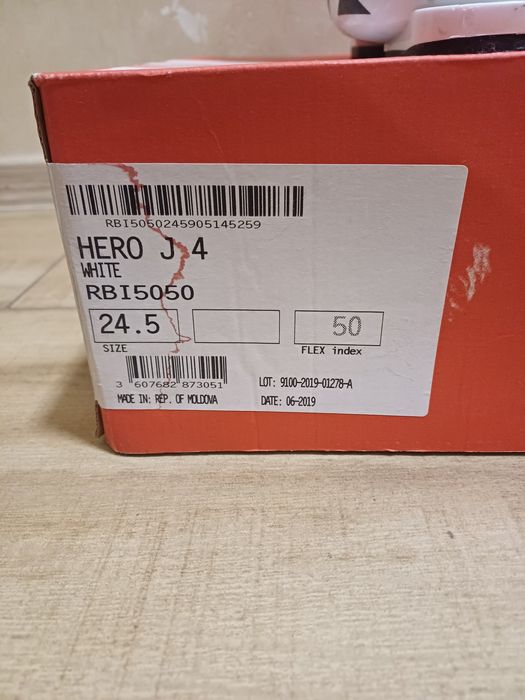 RBI5050245905145259
HERO J 4
WHITE
RBI5050
24.5 50
SIZE FLEX index
3 607682 873051 LOT: 9100-2019-01278-A
MADE IN: REP. OF MOLDOVA DATE: 06-2019